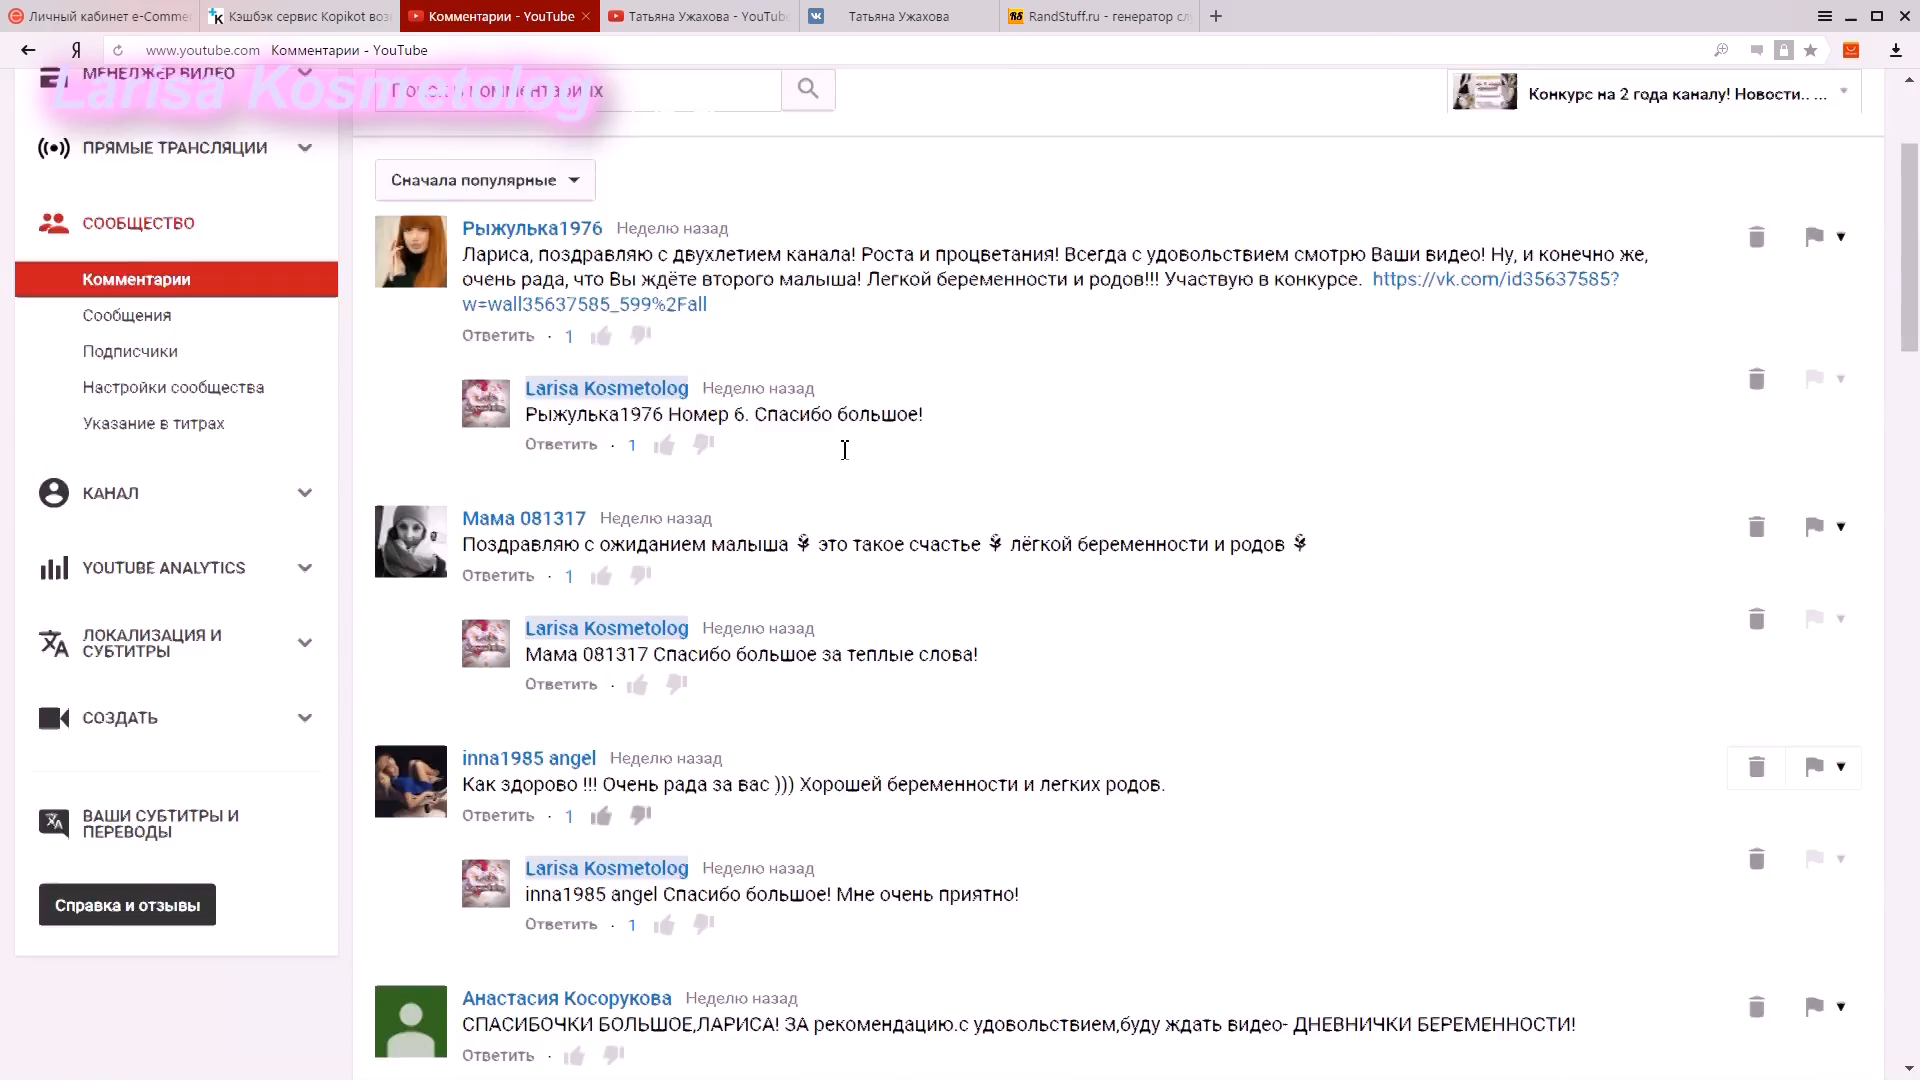 Личный кабинет e-Comme
Кэшбэк сервис Kopikot воз
Комментарии - YouTube
Татьяна Ужахова - YouTube
Татьяна Ужахова
RandStuff.ru - генератор сл
www.youtube.com Комментарии - YouTube
МЕНЕДЖЕР ВИДЕО
Larisa Kosmetolog
Конкурс на 2 года каналу! Новости.. ...
ПРЯМЫЕ ТРАНСЛЯЦИИ
Сначала популярные
СООБЩЕСТВО
Комментарии
Сообщения
Подписчики
Настройки сообщества
Указание в титрах
КАНАЛ
YOUTUBE ANALYTICS
ЛОКАЛИЗАЦИЯ И
СУБТИТРЫ
СОЗДАТЬ
ВАШИ СУБТИТРЫ И
ПЕРЕВОДЫ
Справка и отзывы
Рыжулька1976 Неделю назад
Лариса, поздравляю с двухлетием канала! Роста и процветания! Всегда с удовольствием смотрю Ваши видео! Ну, и конечно же,
очень рада, что Вы ждёте второго малыша! Легкой беременности и родов!!! Участвую в конкурсе. https://vk.com/id35637585?
w=wall35637585_599%2Fall
Ответить · 1
Larisa Kosmetolog Неделю назад
Рыжулька1976 Номер 6. Спасибо большое!
Ответить · 1
Мама 081317 Неделю назад
Поздравляю с ожиданием малыша ⚘ это такое счастье ⚘ лёгкой беременности и родов ⚘
Ответить · 1
Larisa Kosmetolog Неделю назад
Мама 081317 Спасибо большое за теплые слова!
Ответить ·
inna1985 angel Неделю назад
Как здорово !!! Очень рада за вас ))) Хорошей беременности и легких родов.
Ответить · 1
Larisa Kosmetolog Неделю назад
inna1985 angel Спасибо большое! Мне очень приятно!
Ответить · 1
Анастасия Косорукова Неделю назад
СПАСИБОЧКИ БОЛЬШОЕ,ЛАРИСА! ЗА рекомендацию.с удовольствием,буду ждать видео- ДНЕВНИЧКИ БЕРЕМЕННОСТИ!
Ответить ·